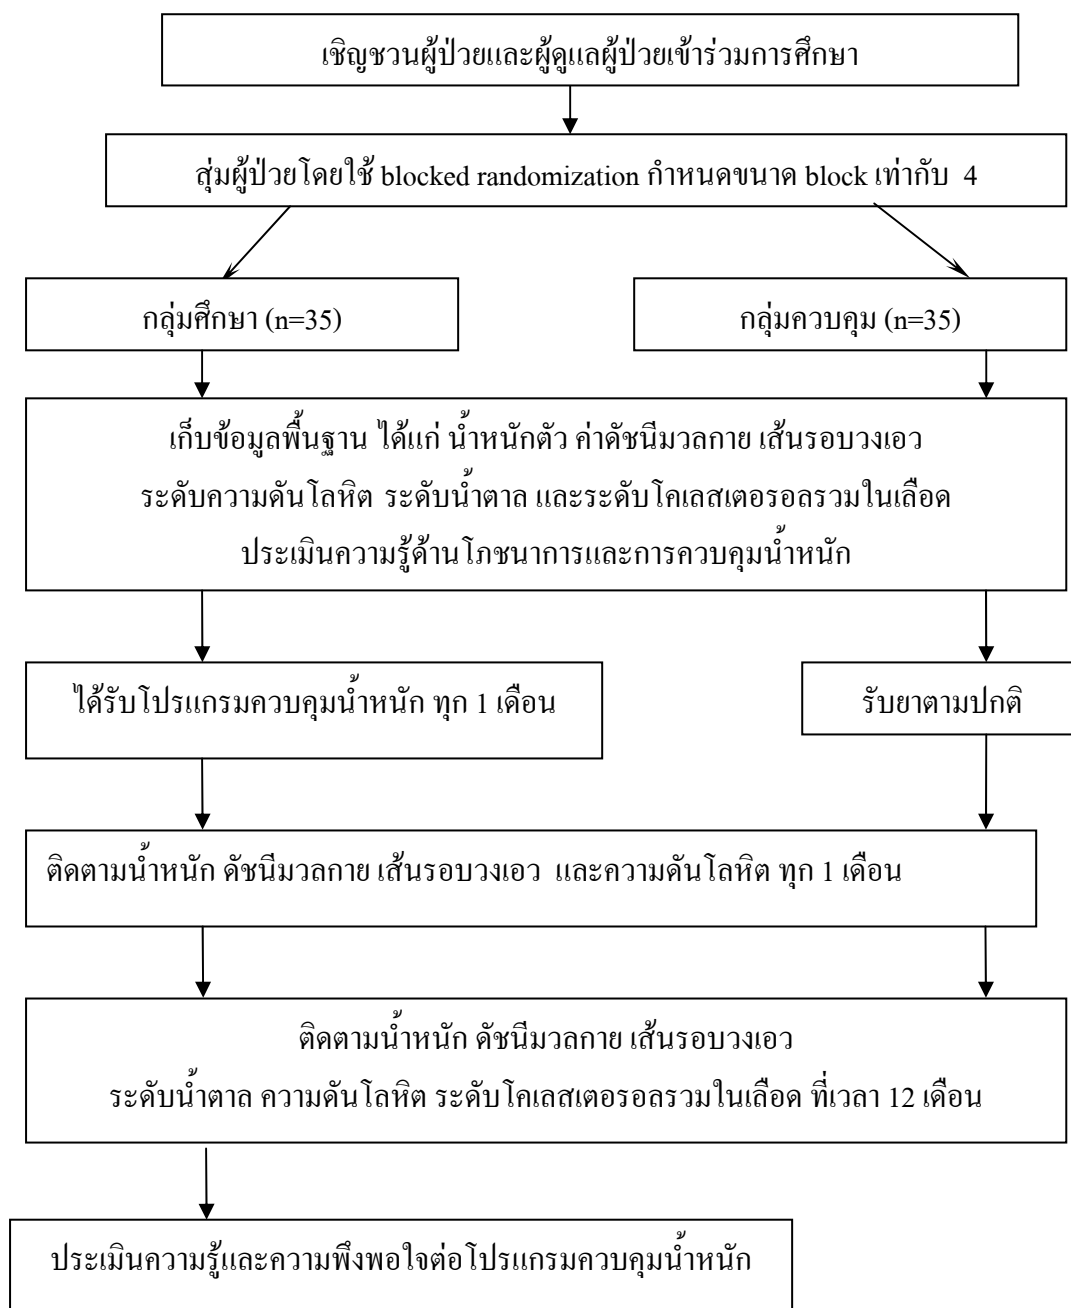 เชิญชวนผู้ป่วยและผู้ดูแลผู้ป่วยเข้าร่วมการศึกษา
สุ่มผู้ป่วยโดยใช้ blocked randomization กำหนดขนาด block เท่ากับ 4
กลุ่มศึกษา (n=35)
กลุ่มควบคุม (n=35)
เก็บข้อมูลพื้นฐาน ได้แก่ น้ำหนักตัว ค่าดัชนีมวลกาย เส้นรอบวงเอว
ระดับความดันโลหิต ระดับน้ำตาล และระดับโคเลสเตอรอลรวมในเลือด
ประเมินความรู้ด้านโภชนาการและการควบคุมน้ำหนัก
ได้รับโปรแกรมควบคุมน้ำหนัก ทุก 1 เดือน
รับยาตามปกติ
ติดตามน้ำหนัก ดัชนีมวลกาย เส้นรอบวงเอว และความดันโลหิต ทุก 1 เดือน
ติดตามน้ำหนัก ดัชนีมวลกาย เส้นรอบวงเอว
ระดับน้ำตาล ความดันโลหิต ระดับโคเลสเตอรอลรวมในเลือด ที่เวลา 12 เดือน
ประเมินความรู้และความพึงพอใจต่อโปรแกรมควบคุมน้ำหนัก